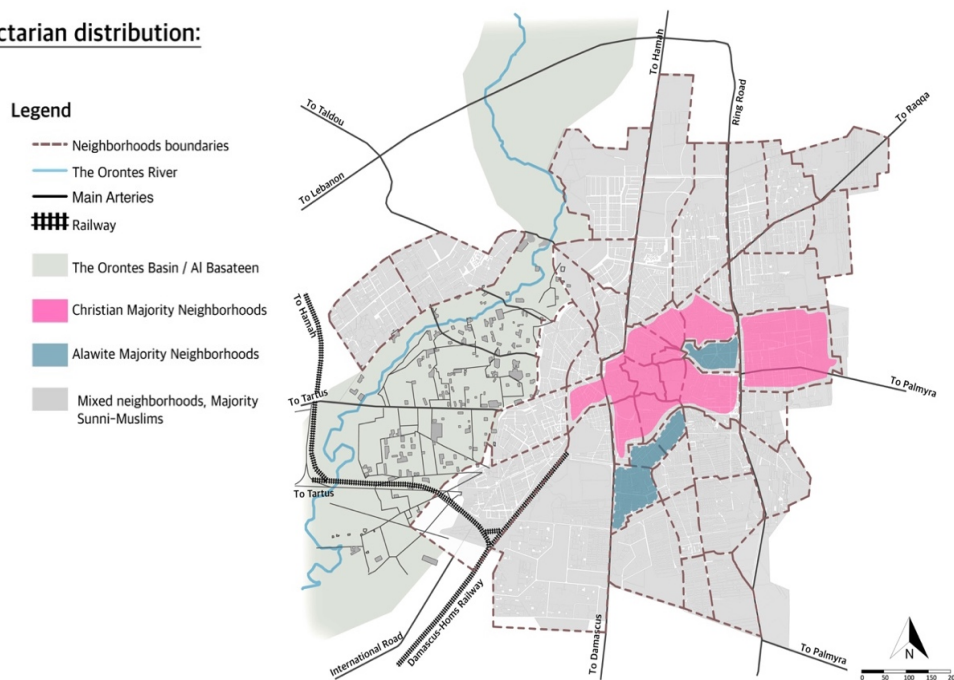 ctarian distribution:
Legend
Neighborhoods boundaries
The Orontes River
Main Arteries
Railway
The Orontes Basin / Al Basateen
Christian Majority Neighborhoods
Alawite Majority Neighborhoods
Mixed neighborhoods, Majority
Sunni-Muslims
To Hamah
Ring Road
To Taldou
To Raqqa
To Lebanon
To Hamah
To Tartus
To Palmyra
To Tartus
International Road
Damascus-Homs Railway
To Damascus
To Palmyra
N
0 50 100 150 20